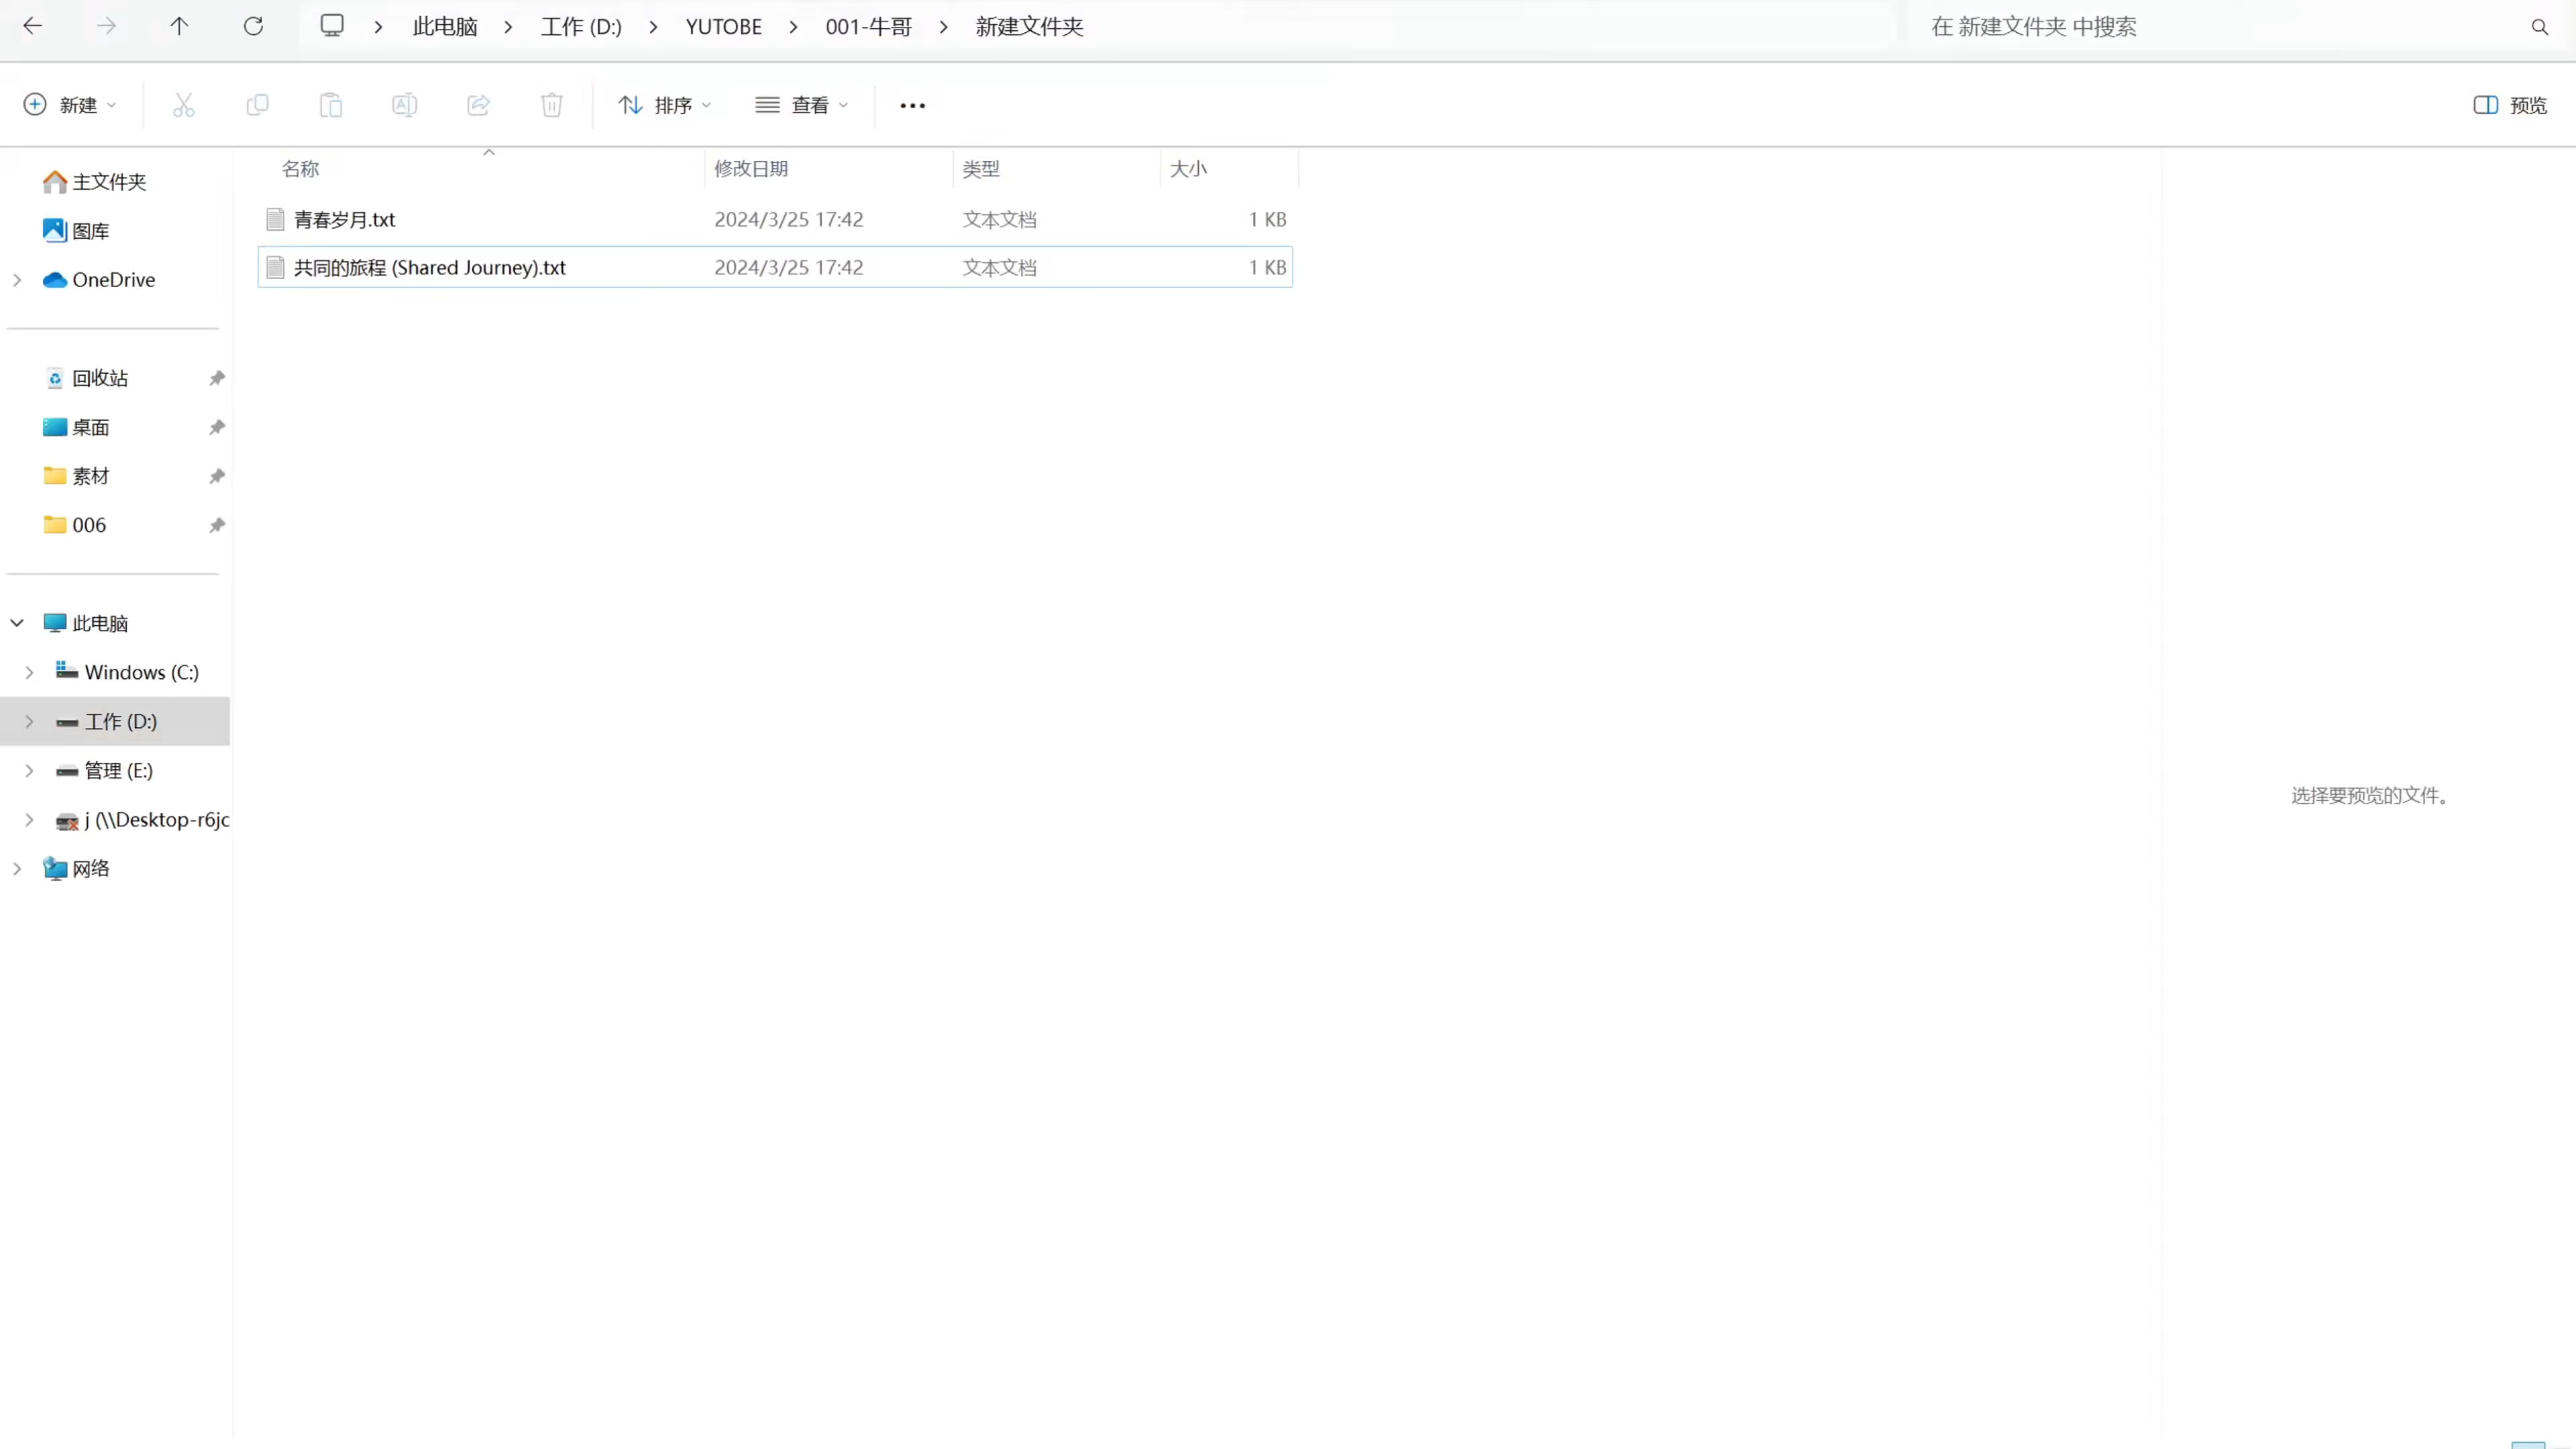 此电脑 工作 (D:) YUTOBE 001-牛哥 新建文件夹 在 新建文件夹 中搜索
新建 排序 查看 预览
名称 修改日期 类型 大小
青春岁月.txt 2024/3/25 17:42 文本文档 1 KB
共同的旅程 (Shared Journey).txt 2024/3/25 17:42 文本文档 1 KB
主文件夹
图库
OneDrive
回收站
桌面
素材
006
此电脑
Windows (C:)
工作 (D:)
管理 (E:)
j (\\Desktop-r6jc
网络
选择要预览的文件。